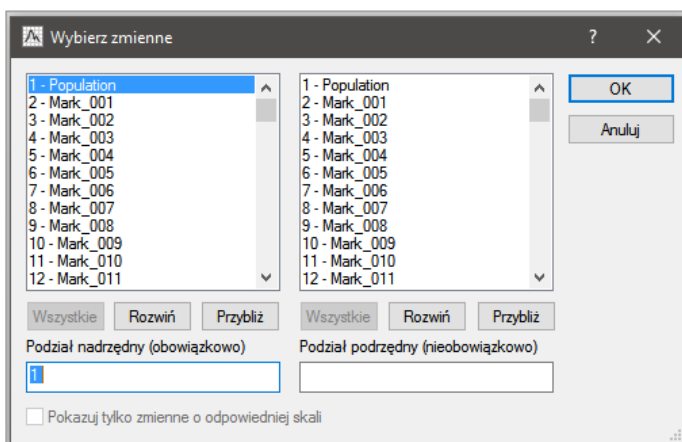 Wybierz zmienne
?
1 - Population
2 - Mark_001
3 - Mark_002
4 - Mark_003
5 - Mark_004
6 - Mark_005
7 - Mark_006
8 - Mark_007
9 - Mark_008
10 - Mark_009
11 - Mark_010
12 - Mark_011
Wszystkie Rozwiń Przybliż
Podział nadrzędny (obowiązkowo)
1
1 - Population
2 - Mark_001
3 - Mark_002
4 - Mark_003
5 - Mark_004
6 - Mark_005
7 - Mark_006
8 - Mark_007
9 - Mark_008
10 - Mark_009
11 - Mark_010
12 - Mark_011
Wszystkie Rozwiń Przybliż
Podział podrzędny (nieobowiązkowo)
OK
Anuluj
Pokazuj tylko zmienne o odpowiedniej skali